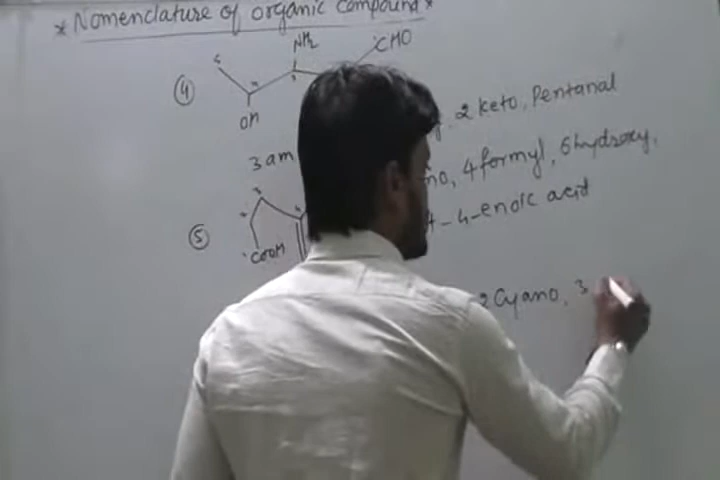 * Nomenclature of organic compound *
4
NH2
CHO
OH
3 am
2 keto, Pentanal
no, 4 formyl, 6 hydroxy,
5
COOH
- 4 - enoic acid
2 Cyano, 3